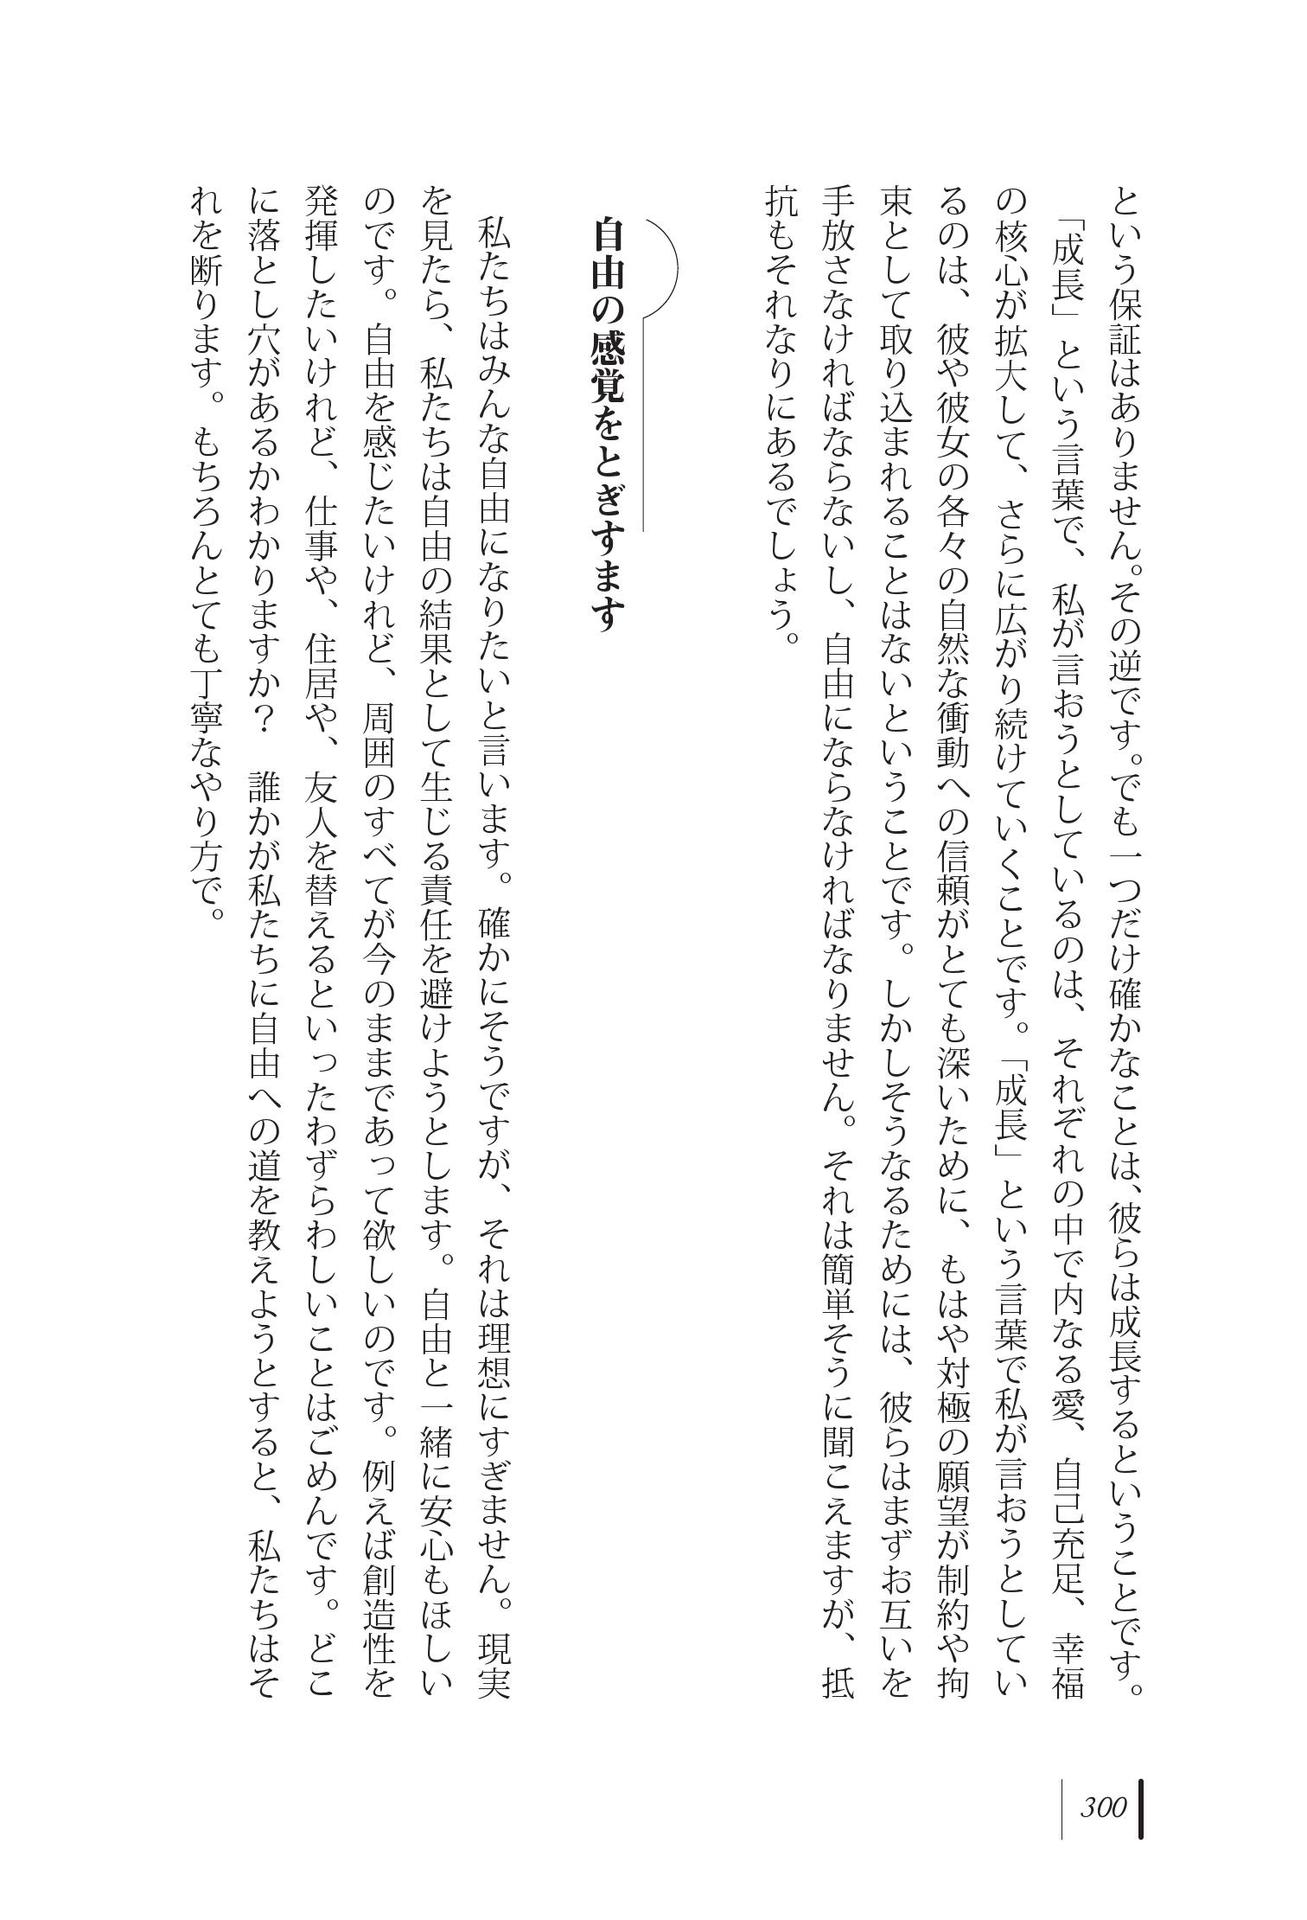 という保証はありません。その逆です。でも一つだけ確かなことは、彼らは成長するということです。
「成長」という言葉で、私が言おうとしているのは、それぞれの中で内なる愛、自己充足、幸福
の核心が拡大して、さらに広がり続けていくことです。「成長」という言葉で私が言おうとしてい
るのは、彼や彼女の各々の自然な衝動への信頼がとても深いために、もはや対極の願望が制約や拘
束として取り込まれることはないということです。しかしそうなるためには、彼らはまずお互いを
手放さなければならないし、自由にならなければなりません。それは簡単そうに聞こえますが、抵
抗もそれなりにあるでしょう。
自由の感覚をとぎすます
私たちはみんな自由になりたいと言います。確かにそうですが、それは理想にすぎません。現実
を見たら、私たちは自由の結果として生じる責任を避けようとします。自由と一緒に安心もほしい
のです。自由を感じたいけれど、周囲のすべてが今のままであって欲しいのです。例えば創造性を
発揮したいけれど、仕事や、住居や、友人を替えるといったわずらわしいことはごめんです。どこ
に落とし穴があるかわかりますか？　誰かが私たちに自由への道を教えようとすると、私たちはそ
れを断ります。もちろんとても丁寧なやり方で。
300